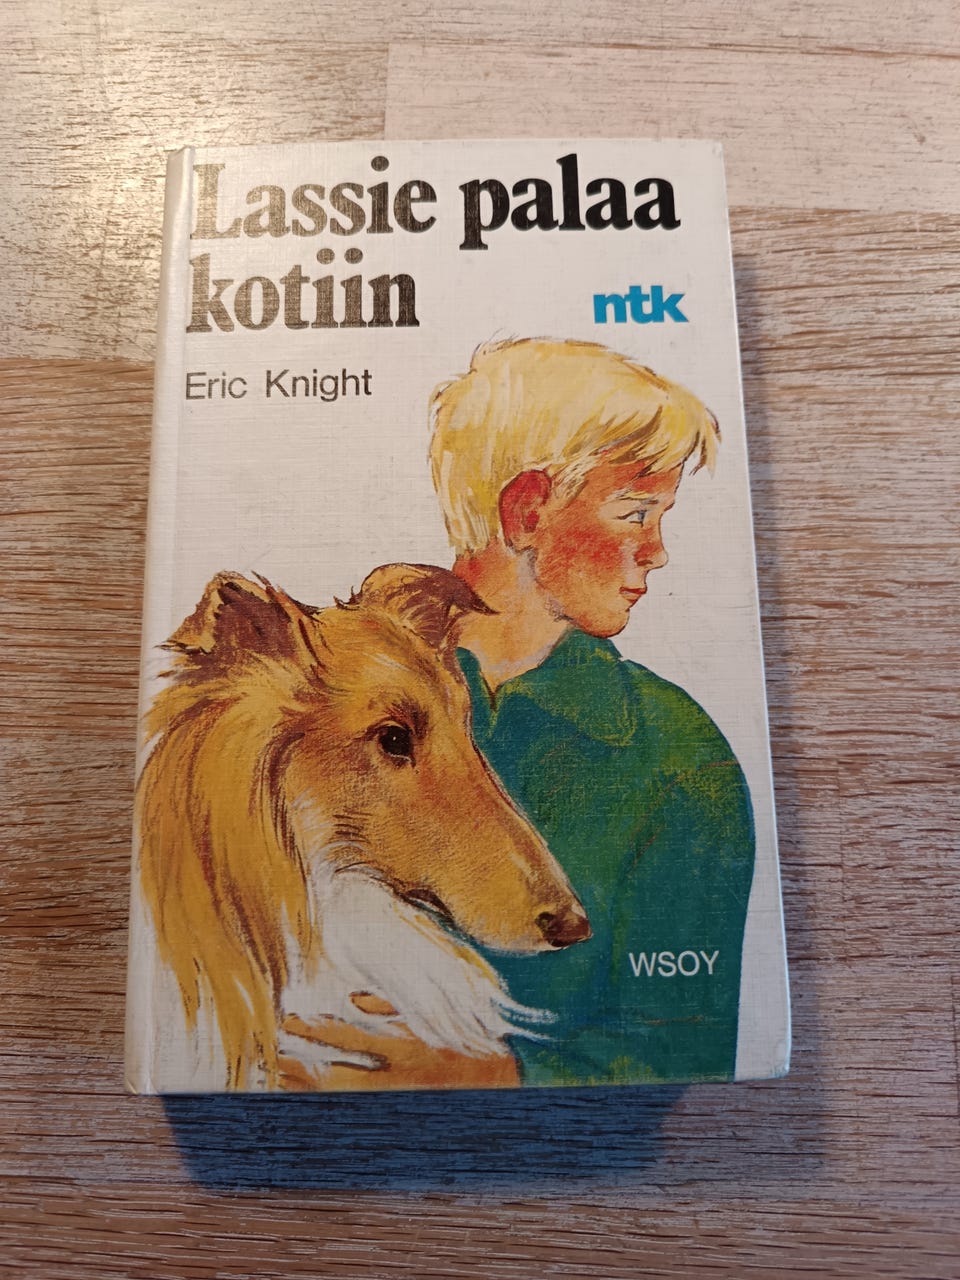 Lassie palaa
kotiin
ntk
Eric Knight
WSOY